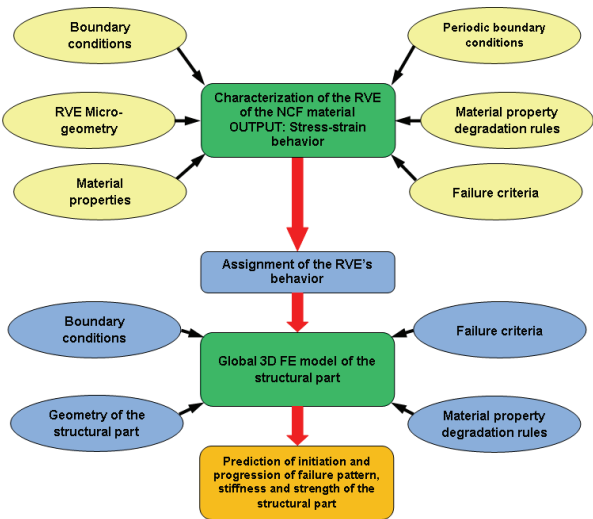 Boundary
conditions
Periodic boundary
conditions
Characterization of the RVE
of the NCF material
OUTPUT: Stress-strain
behavior
RVE Micro-
geometry
Material property
degradation rules
Material
properties
Failure criteria
Assignment of the RVE's
behavior
Boundary
conditions
Failure criteria
Global 3D FE model of the
structural part
Geometry of the
structural part
Material property
degradation rules
Prediction of initiation and
progression of failure pattern,
stiffness and strength of the
structural part